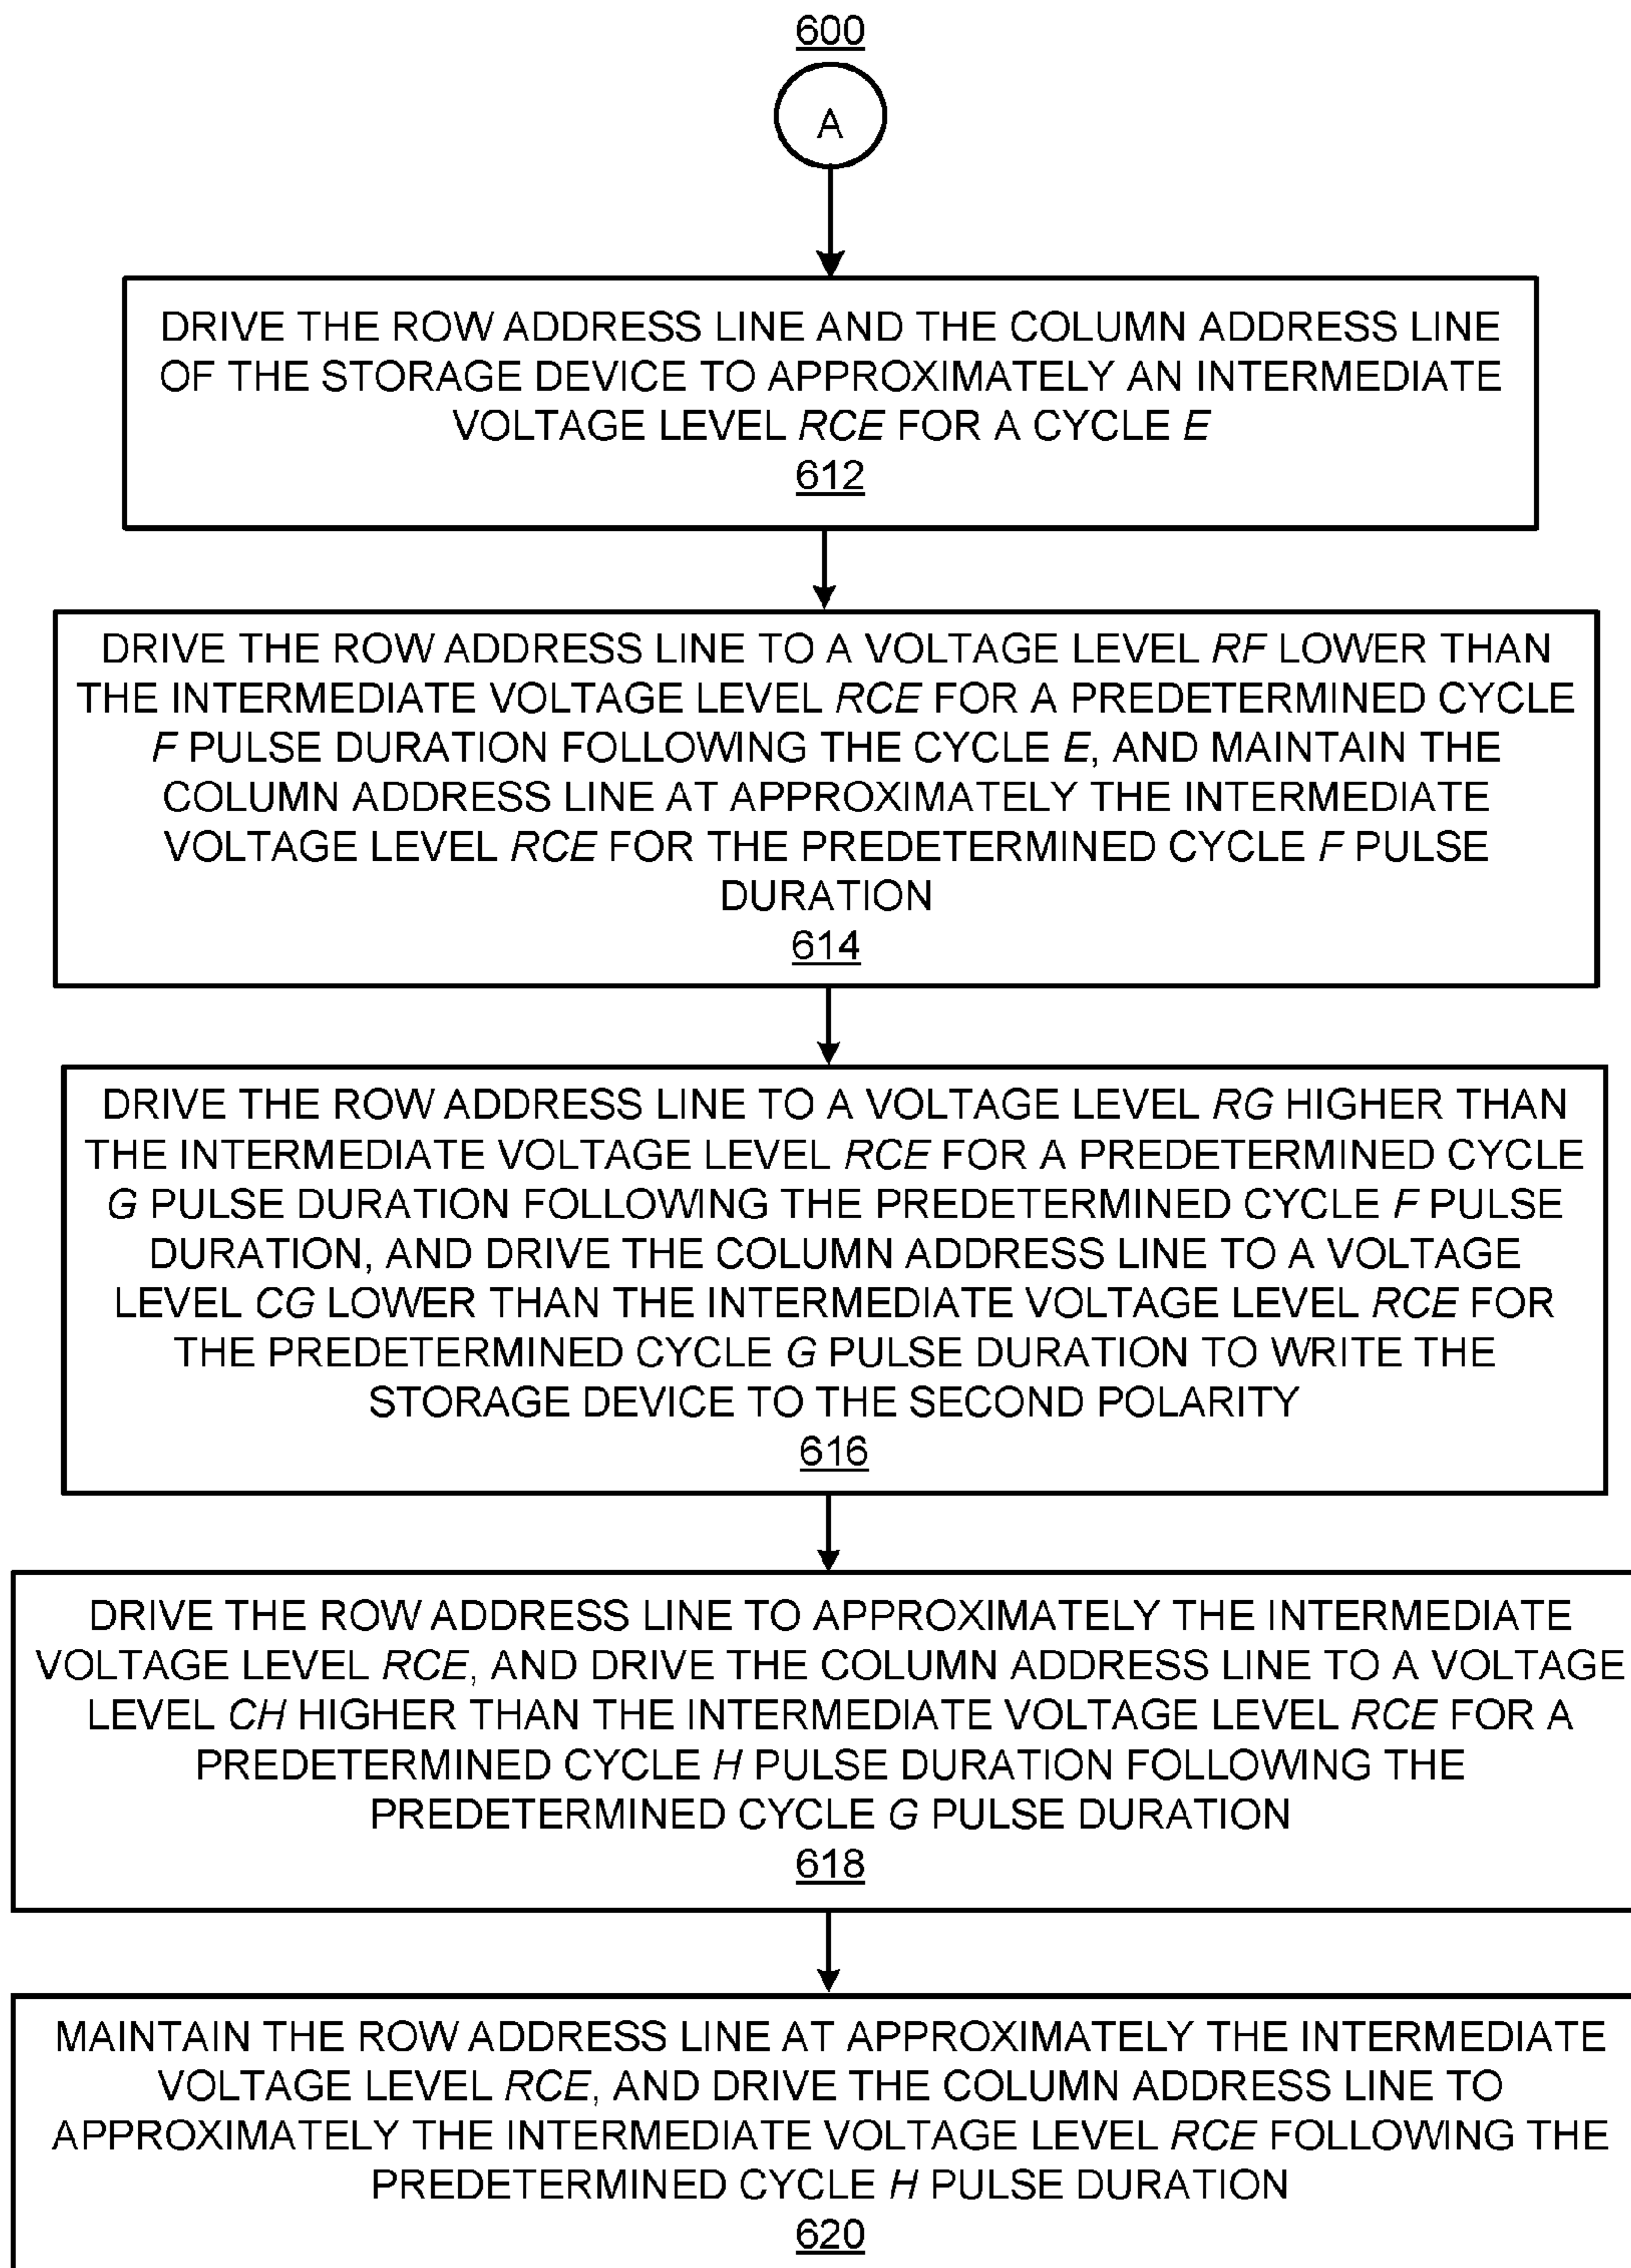 600
A
DRIVE THE ROW ADDRESS LINE AND THE COLUMN ADDRESS LINE
OF THE STORAGE DEVICE TO APPROXIMATELY AN INTERMEDIATE
VOLTAGE LEVEL RCE FOR A CYCLE E
612
DRIVE THE ROW ADDRESS LINE TO A VOLTAGE LEVEL RF LOWER THAN
THE INTERMEDIATE VOLTAGE LEVEL RCE FOR A PREDETERMINED CYCLE
F PULSE DURATION FOLLOWING THE CYCLE E, AND MAINTAIN THE
COLUMN ADDRESS LINE AT APPROXIMATELY THE INTERMEDIATE
VOLTAGE LEVEL RCE FOR THE PREDETERMINED CYCLE F PULSE
DURATION
614
DRIVE THE ROW ADDRESS LINE TO A VOLTAGE LEVEL RG HIGHER THAN
THE INTERMEDIATE VOLTAGE LEVEL RCE FOR A PREDETERMINED CYCLE
G PULSE DURATION FOLLOWING THE PREDETERMINED CYCLE F PULSE
DURATION, AND DRIVE THE COLUMN ADDRESS LINE TO A VOLTAGE
LEVEL CG LOWER THAN THE INTERMEDIATE VOLTAGE LEVEL RCE FOR
THE PREDETERMINED CYCLE G PULSE DURATION TO WRITE THE
STORAGE DEVICE TO THE SECOND POLARITY
616
DRIVE THE ROW ADDRESS LINE TO APPROXIMATELY THE INTERMEDIATE
VOLTAGE LEVEL RCE, AND DRIVE THE COLUMN ADDRESS LINE TO A VOLTAGE
LEVEL CH HIGHER THAN THE INTERMEDIATE VOLTAGE LEVEL RCE FOR A
PREDETERMINED CYCLE H PULSE DURATION FOLLOWING THE
PREDETERMINED CYCLE G PULSE DURATION
618
MAINTAIN THE ROW ADDRESS LINE AT APPROXIMATELY THE INTERMEDIATE
VOLTAGE LEVEL RCE, AND DRIVE THE COLUMN ADDRESS LINE TO
APPROXIMATELY THE INTERMEDIATE VOLTAGE LEVEL RCE FOLLOWING THE
PREDETERMINED CYCLE H PULSE DURATION
620